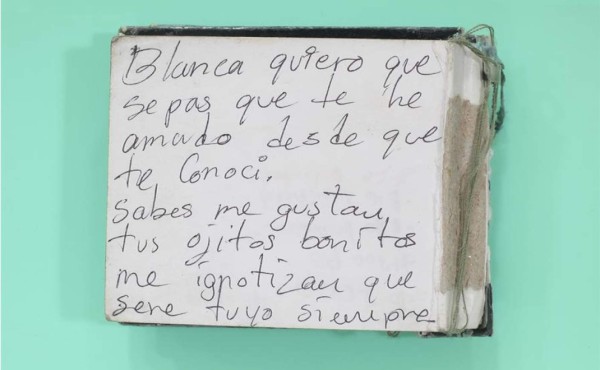 Blanca quiero que
sepas que te he
amado desde que
te Conoci.
Sabes me gustan
tus ojitos bonitos
me ignotizan que
sere tuyo siempre